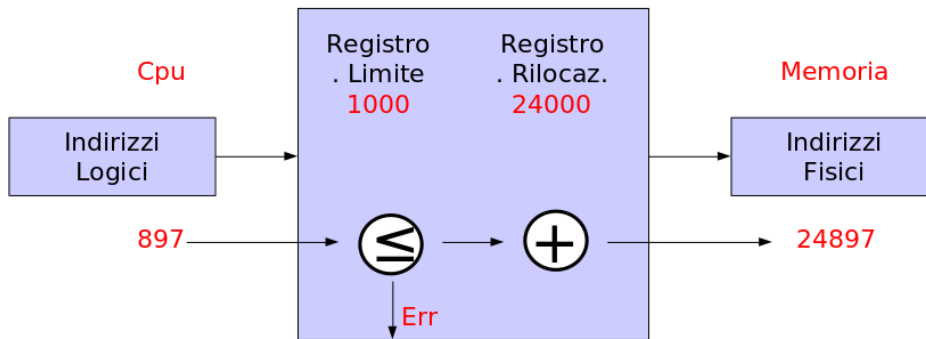 Cpu
Indirizzi
Logici
897
Registro
. Limite
1000
Registro
. Rilocaz.
24000
≤
+
Err
Memoria
Indirizzi
Fisici
24897